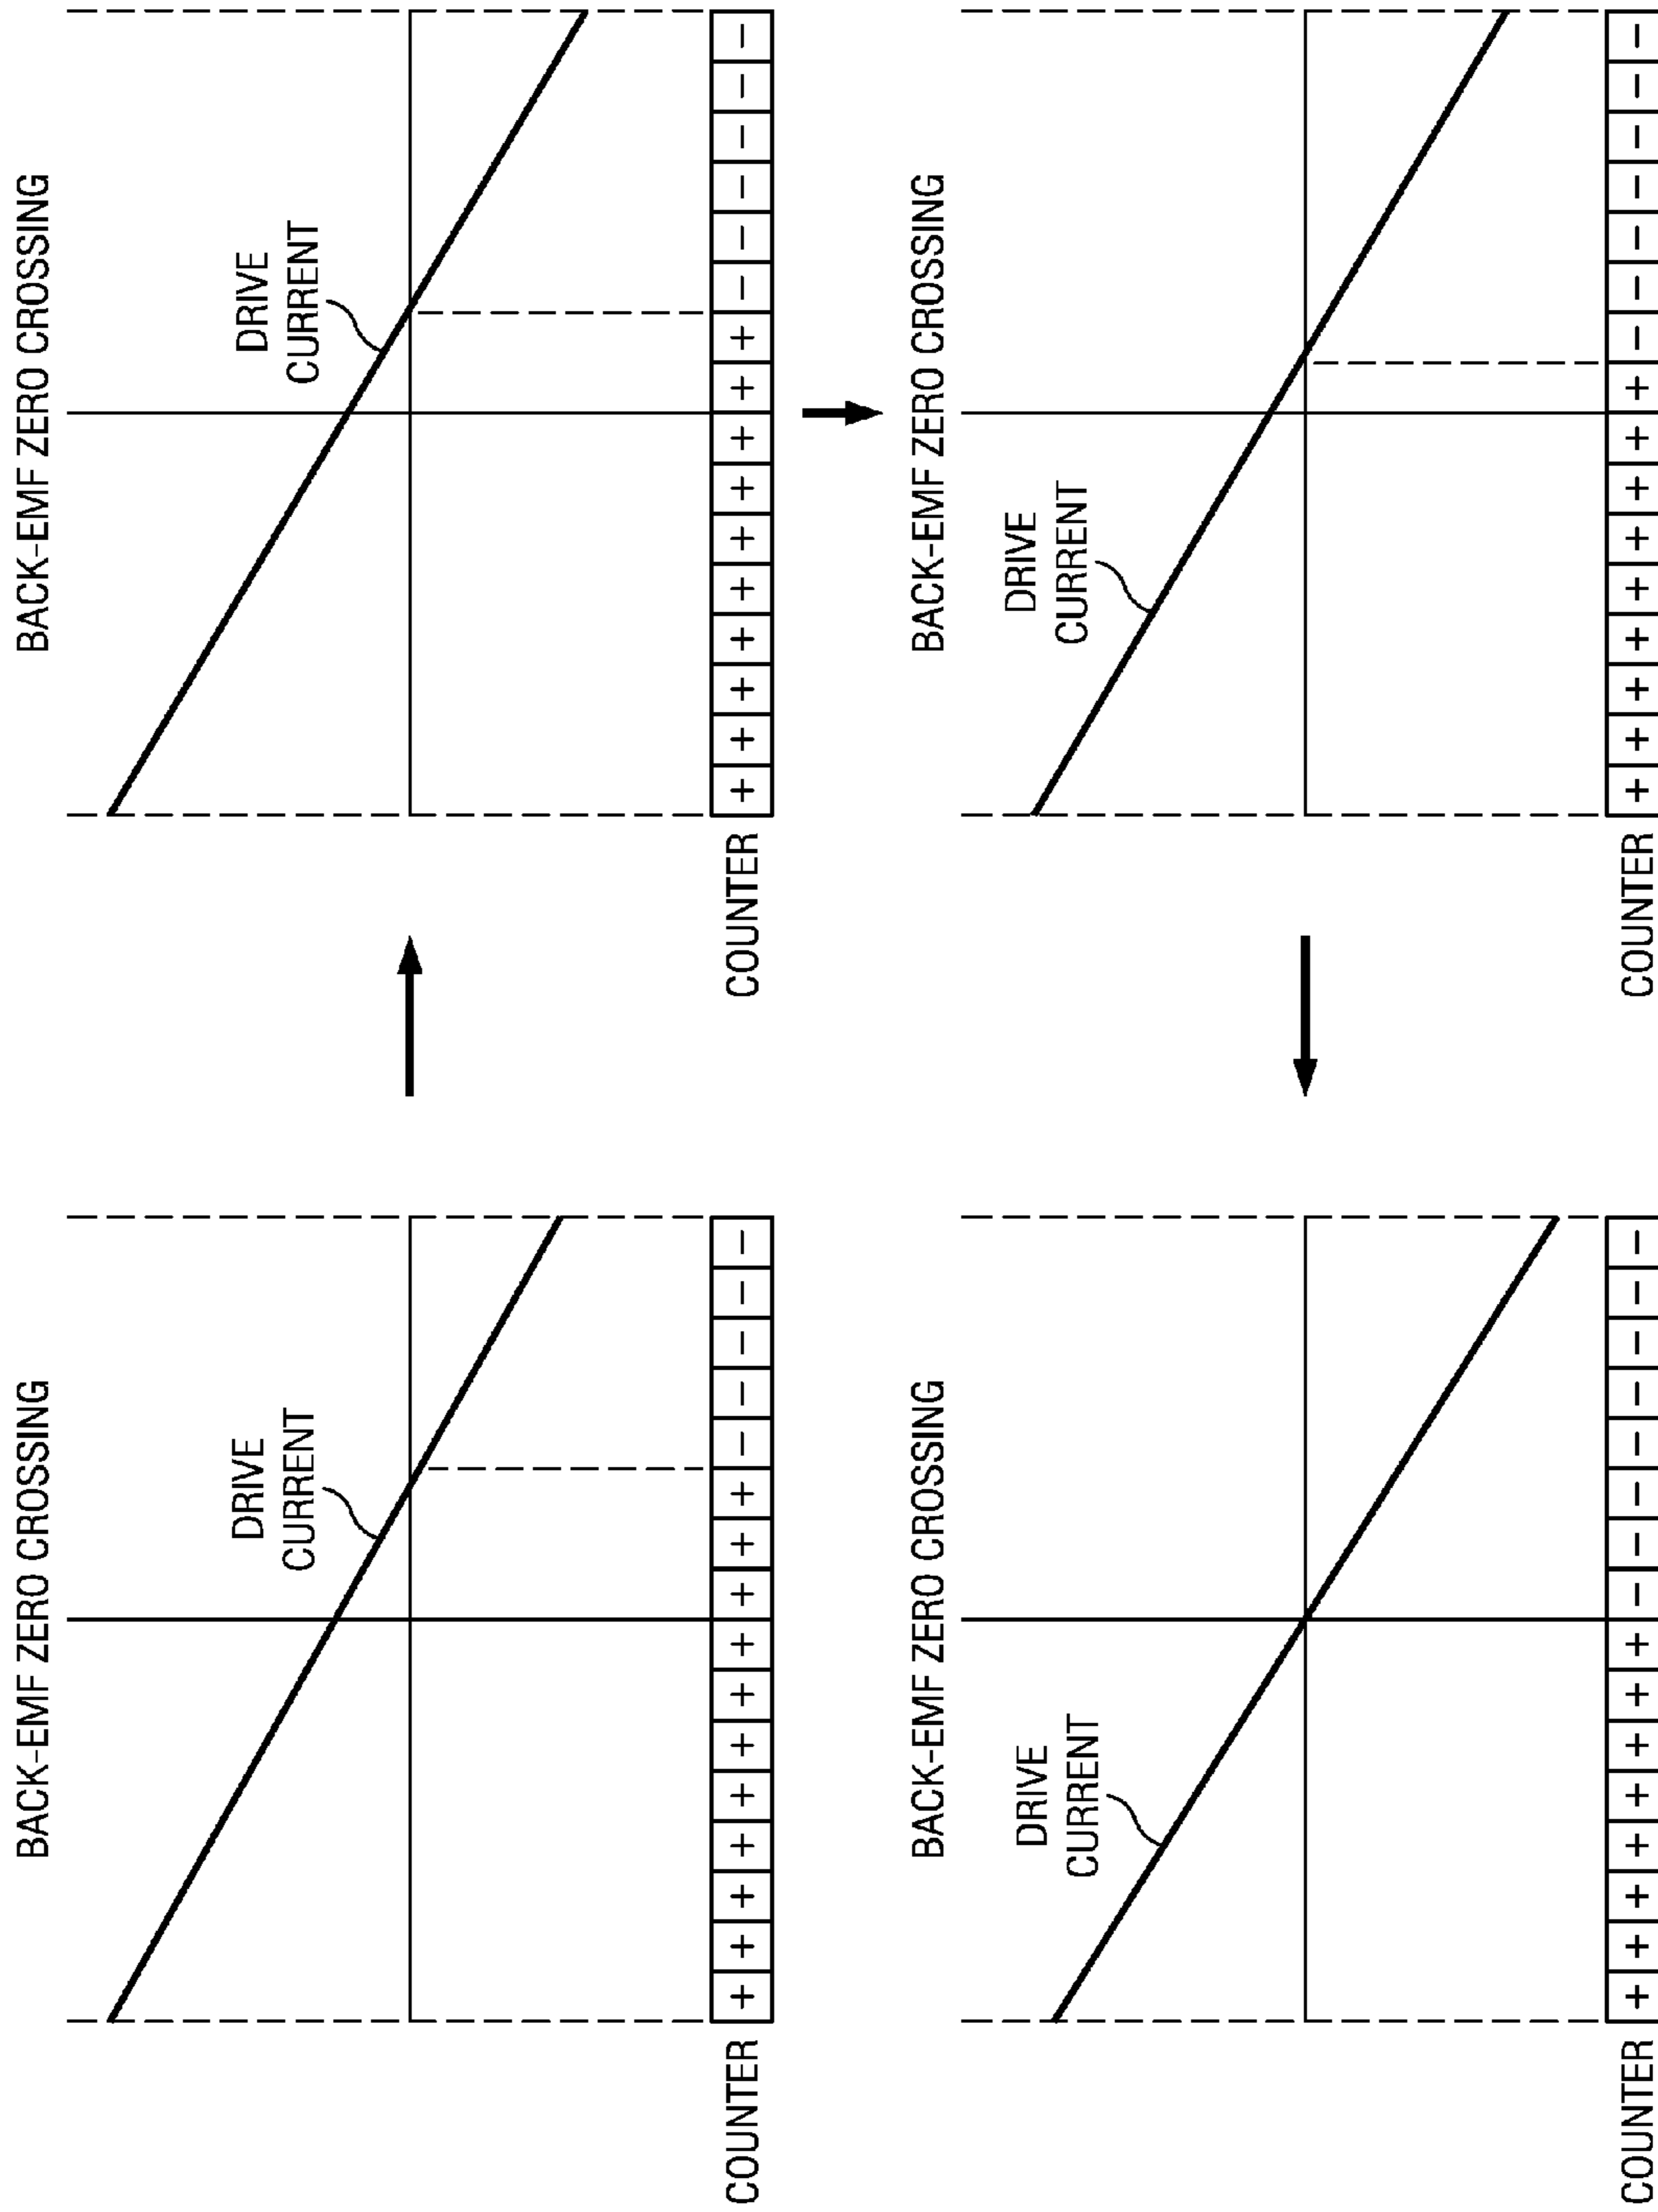 BACK-EMF ZERO CROSSING
DRIVE
CURRENT
COUNTER + + + + + + + + + + + − − − − −
BACK-EMF ZERO CROSSING
DRIVE
CURRENT
COUNTER + + + + + + + + + + − − − − − −
BACK-EMF ZERO CROSSING
DRIVE
CURRENT
COUNTER + + + + + + + + − − − − − − − −
BACK-EMF ZERO CROSSING
DRIVE
CURRENT
COUNTER + + + + + + + + + − − − − − − −